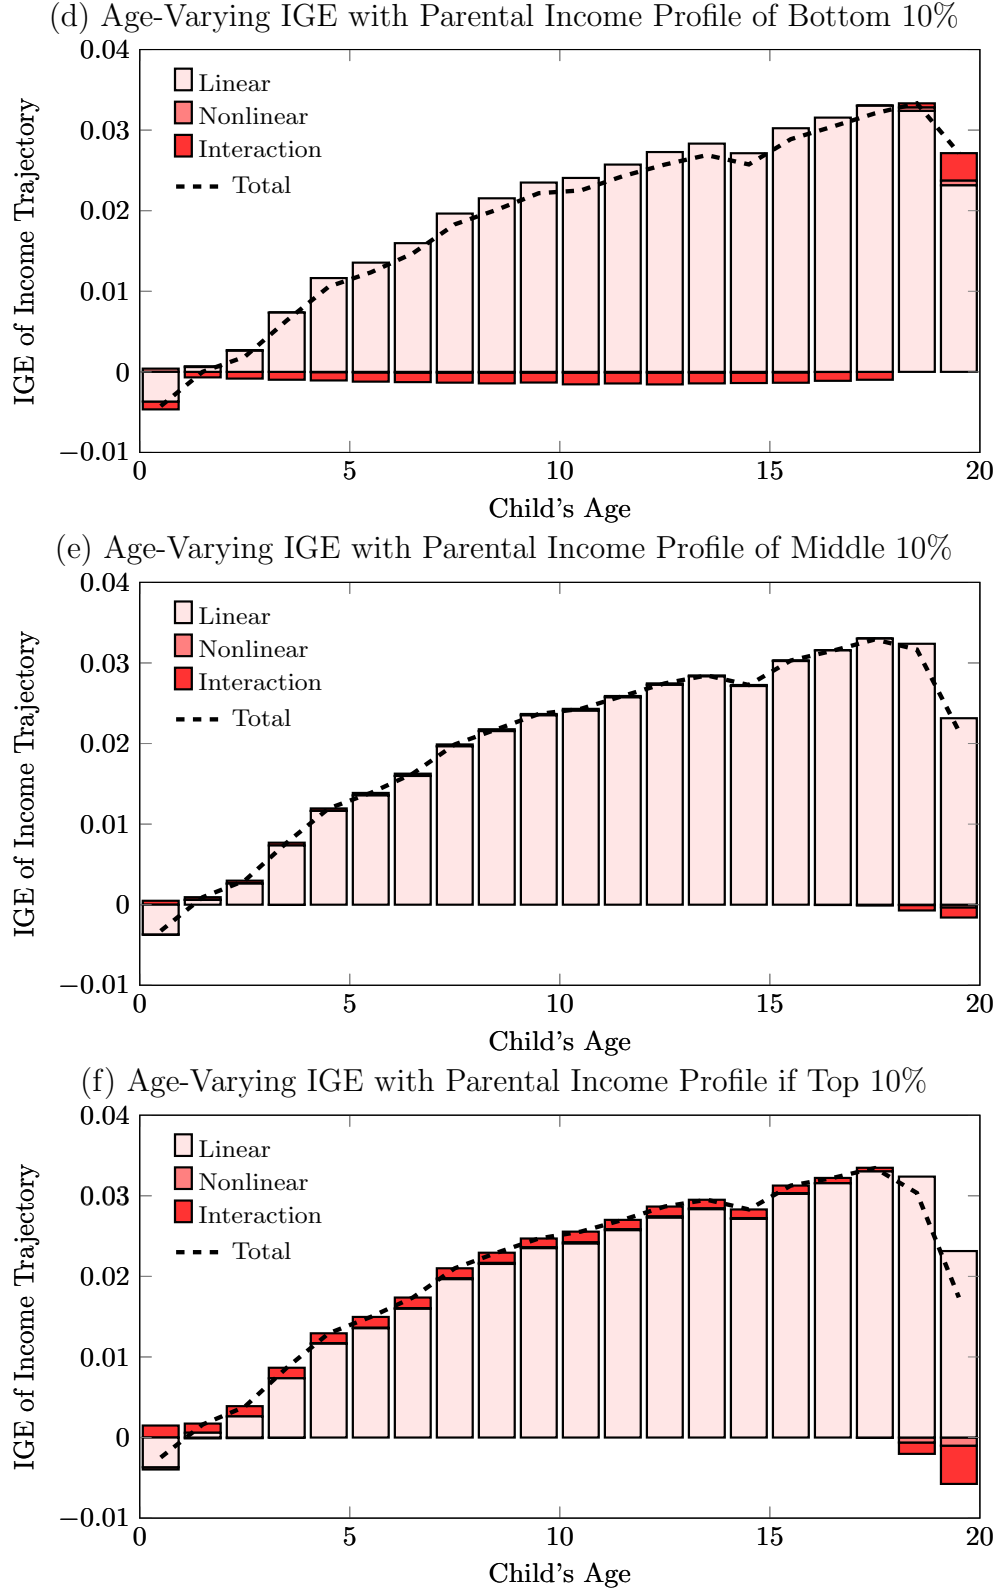 (d) Age-Varying IGE with Parental Income Profile of Bottom 10%
IGE of Income Trajectory
0.04
0.03
0.02
0.01
0
−0.01
Linear
Nonlinear
Interaction
Total
0 5 10 15 20
Child's Age
(e) Age-Varying IGE with Parental Income Profile of Middle 10%
IGE of Income Trajectory
0.04
0.03
0.02
0.01
0
−0.01
Linear
Nonlinear
Interaction
Total
0 5 10 15 20
Child's Age
(f) Age-Varying IGE with Parental Income Profile if Top 10%
IGE of Income Trajectory
0.04
0.03
0.02
0.01
0
−0.01
Linear
Nonlinear
Interaction
Total
0 5 10 15 20
Child's Age